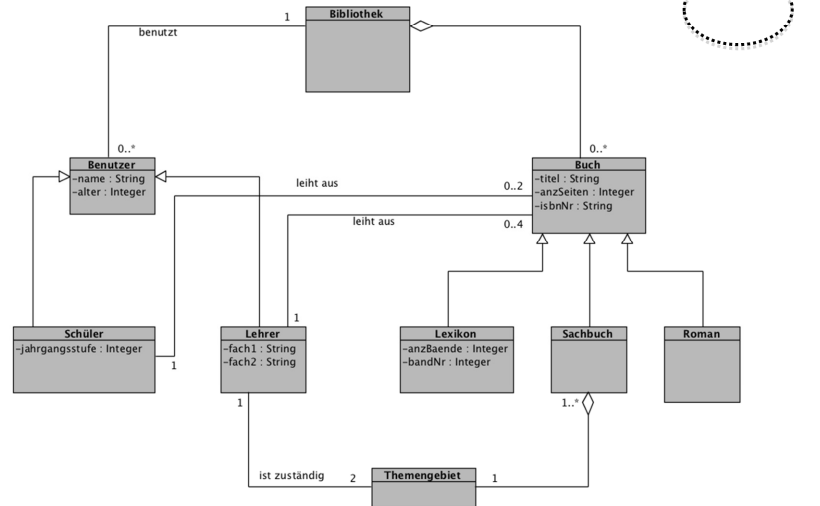 Bibliothek
1
benutzt
0..*
0..*
Benutzer
-name : String
-alter : Integer
Buch
-titel : String
-anzSeiten : Integer
-isbnNr : String
leiht aus
0..2
leiht aus
0..4
1
Schüler
-jahrgangsstufe : Integer
1
Lehrer
-fach1 : String
-fach2 : String
Lexikon
-anzBaende : Integer
-bandNr : Integer
Sachbuch
Roman
1
1..*
ist zuständig
2
Themengebiet
1